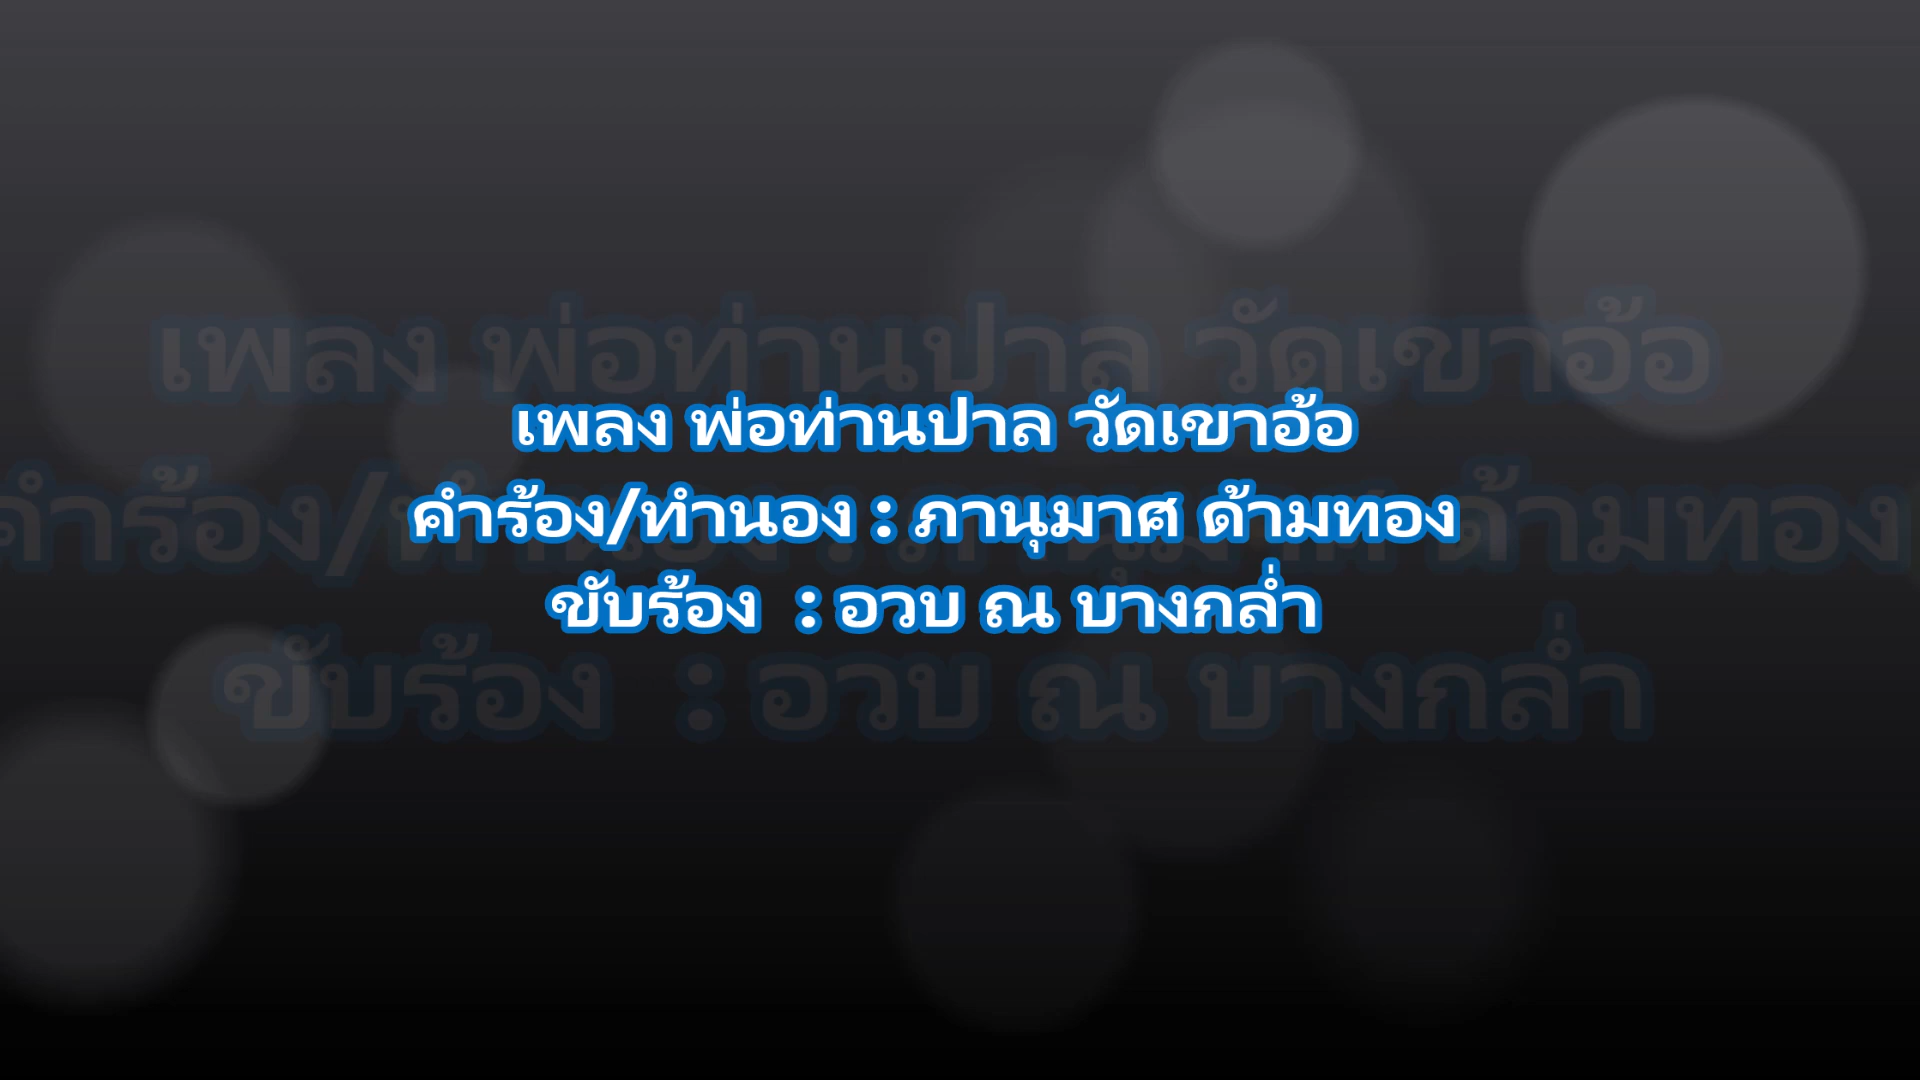 เพลง พ่อท่านปาล วัดเขาอ้อ
คำร้อง/ทำนอง : ภานุมาศ ด้ามทอง
ขับร้อง : อวบ ณ บางกล่ำ